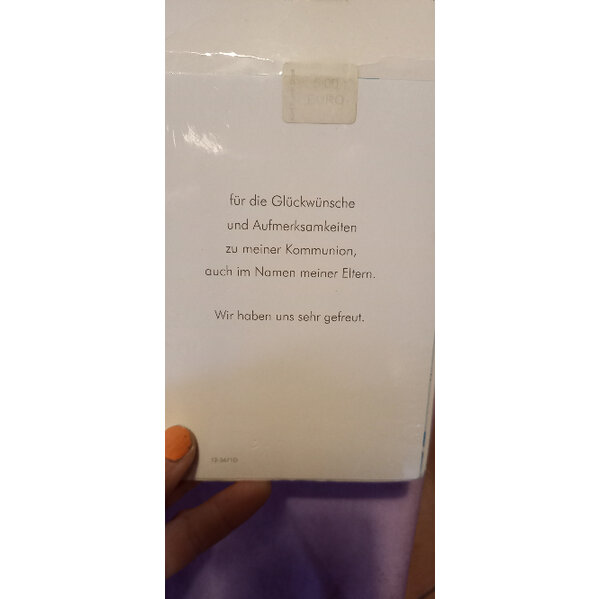 EURO
für die Glückwünsche
und Aufmerksamkeiten
zu meiner Kommunion,
auch im Namen meiner Eltern.
Wir haben uns sehr gefreut.